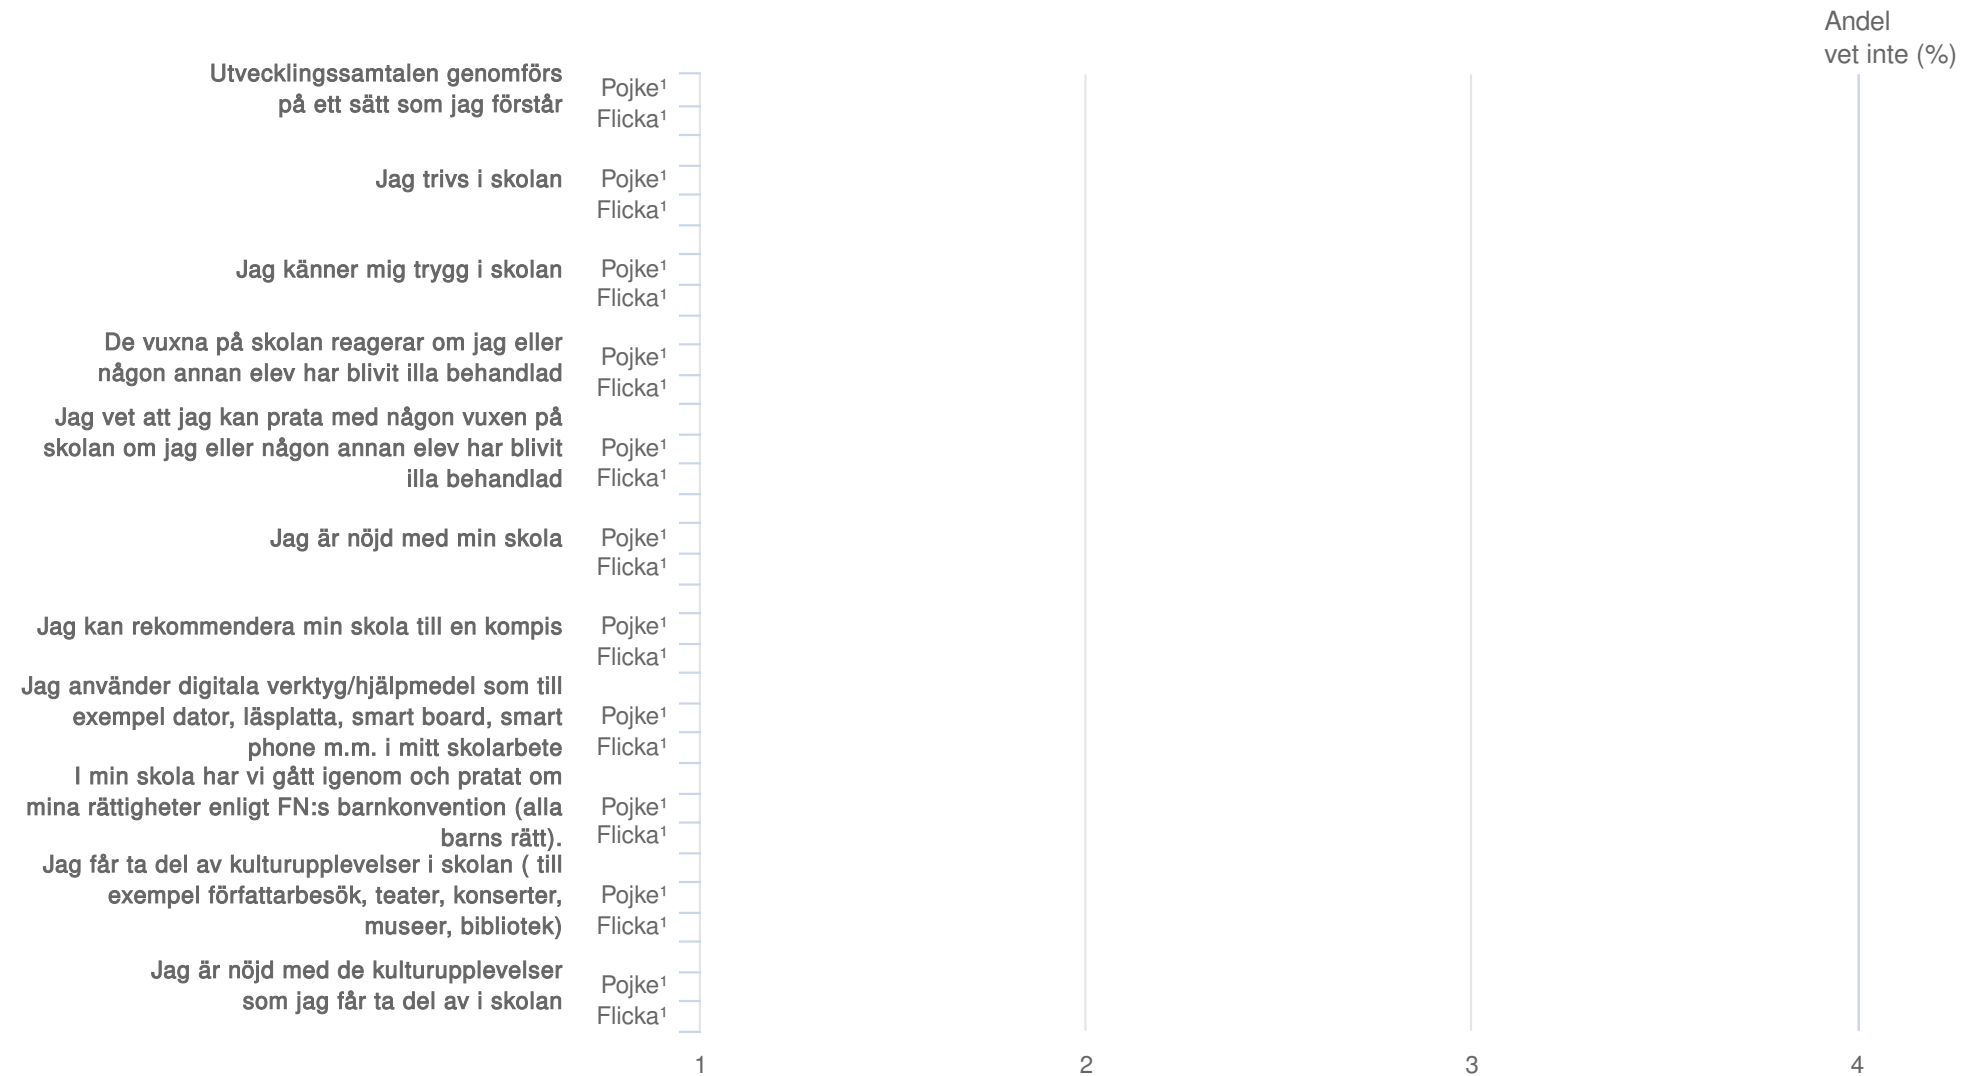 Andel
vet inte (%)
Utvecklingssamtalen genomförs
på ett sätt som jag förstår
Pojke¹
Flicka¹
Jag trivs i skolan
Pojke¹
Flicka¹
Jag känner mig trygg i skolan
Pojke¹
Flicka¹
De vuxna på skolan reagerar om jag eller
någon annan elev har blivit illa behandlad
Pojke¹
Flicka¹
Jag vet att jag kan prata med någon vuxen på
skolan om jag eller någon annan elev har blivit
illa behandlad
Pojke¹
Flicka¹
Jag är nöjd med min skola
Pojke¹
Flicka¹
Jag kan rekommendera min skola till en kompis
Pojke¹
Flicka¹
Jag använder digitala verktyg/hjälpmedel som till
exempel dator, läsplatta, smart board, smart
phone m.m. i mitt skolarbete
Pojke¹
Flicka¹
I min skola har vi gått igenom och pratat om
mina rättigheter enligt FN:s barnkonvention (alla
barns rätt).
Pojke¹
Flicka¹
Jag får ta del av kulturupplevelser i skolan ( till
exempel författarbesök, teater, konserter,
museer, bibliotek)
Pojke¹
Flicka¹
Jag är nöjd med de kulturupplevelser
som jag får ta del av i skolan
Pojke¹
Flicka¹
1 2 3 4